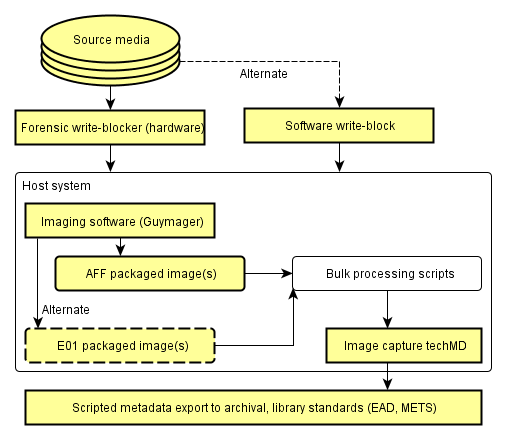 Source media
Alternate
Forensic write-blocker (hardware)
Software write-block
Host system
Imaging software (Guymager)
AFF packaged image(s)
Bulk processing scripts
Alternate
E01 packaged image(s)
Image capture techMD
Scripted metadata export to archival, library standards (EAD, METS)